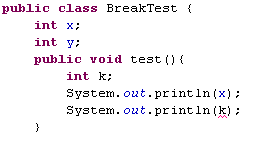 public class BreakTest {
    int x;
    int y;
    public void test(){
        int k;
        System.out.println(x);
        System.out.println(k);
    }